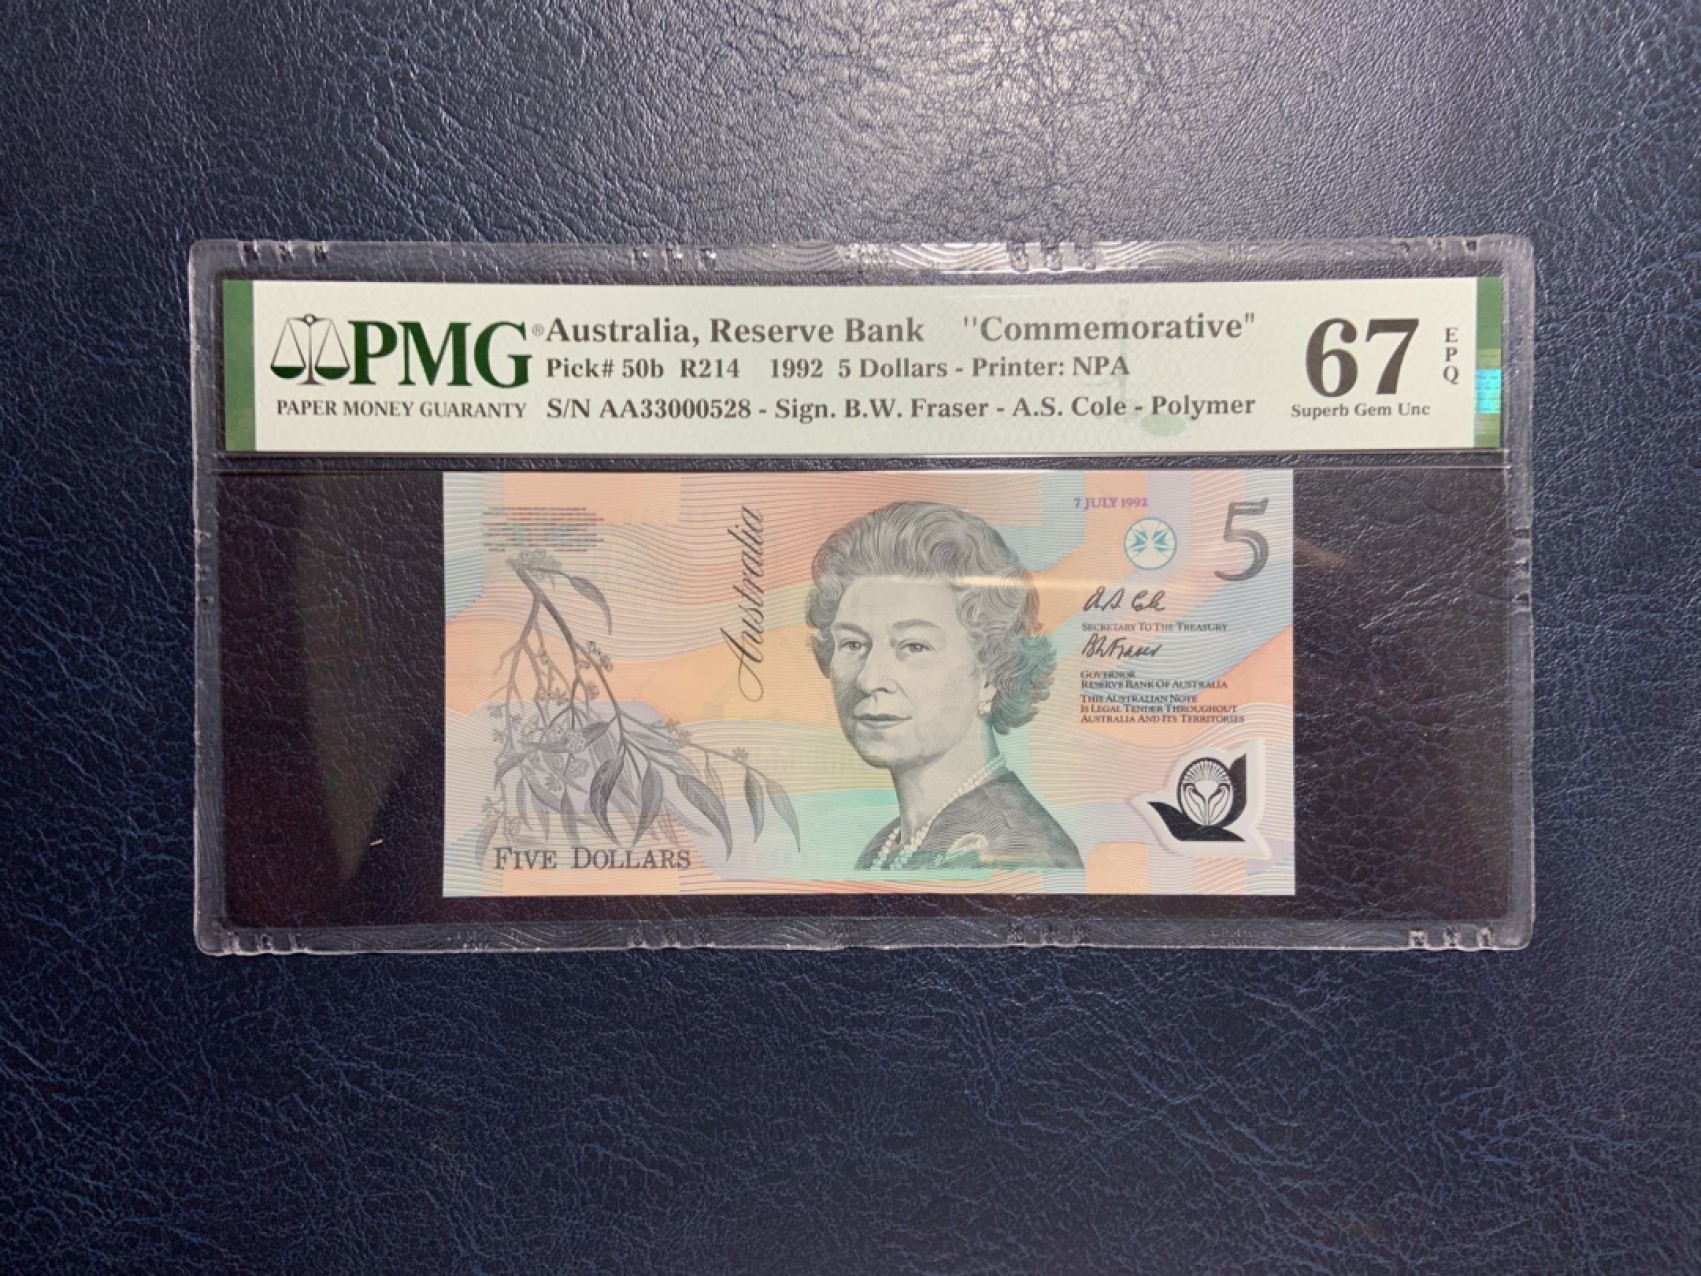 PMG®
PAPER MONEY GUARANTY
Australia, Reserve Bank "Commemorative"
Pick# 50b R214 1992 5 Dollars - Printer: NPA
S/N AA33000528 - Sign. B.W. Fraser - A.S. Cole - Polymer
67
Superb Gem Unc
EPQ
Australia
7 JULY 1992
5
A S Cole
SECRETARY TO THE TREASURY
BWFraser
GOVERNOR
RESERVE BANK OF AUSTRALIA
THIS AUSTRALIAN NOTE
IS LEGAL TENDER THROUGHOUT
AUSTRALIA AND ITS TERRITORIES
FIVE DOLLARS